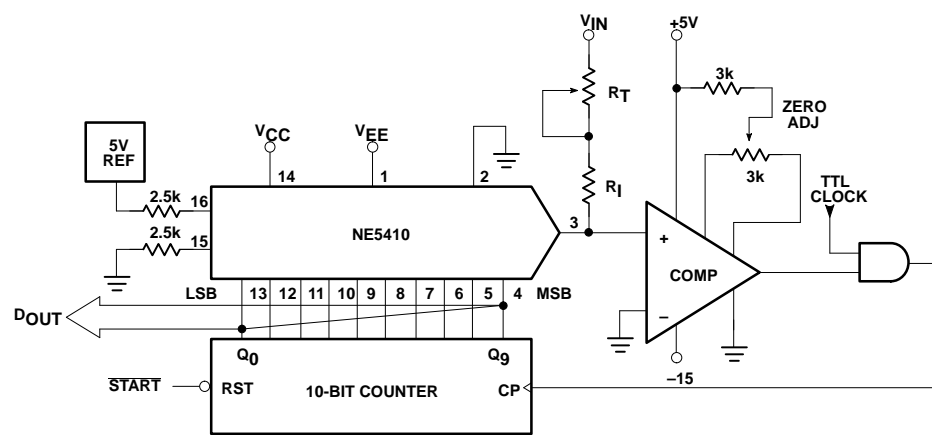 VIN
+5V
3k
RT
ZERO
ADJ
3k
VCC
VEE
5V
REF
14
1
2
RI
TTL
CLOCK
2.5k
16
3
2.5k
15
NE5410
+
COMP
–
LSB
13
12
11
10
9
8
7
6
5
4
MSB
DOUT
Q0
Q9
–15
START
RST
10-BIT COUNTER
CP